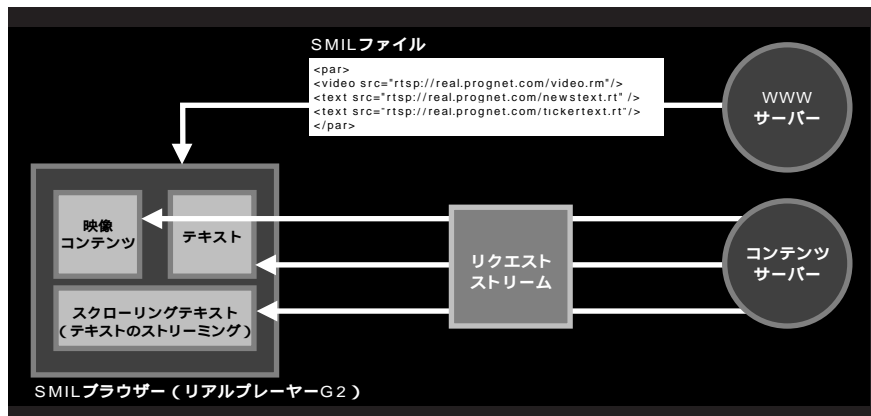 SMILファイル
<par>
<video src="rtsp://real.prognet.com/video.rm"/>
<text src="rtsp://real.prognet.com/newstext.rt" />
<text src="rtsp://real.prognet.com/tickertext.rt"/>
</par>
WWW
サーバー
映像
コンテンツ
テキスト
リクエスト
ストリーム
コンテンツ
サーバー
スクローリングテキスト
(テキストのストリーミング)
SMILブラウザー(リアルプレーヤーG2)